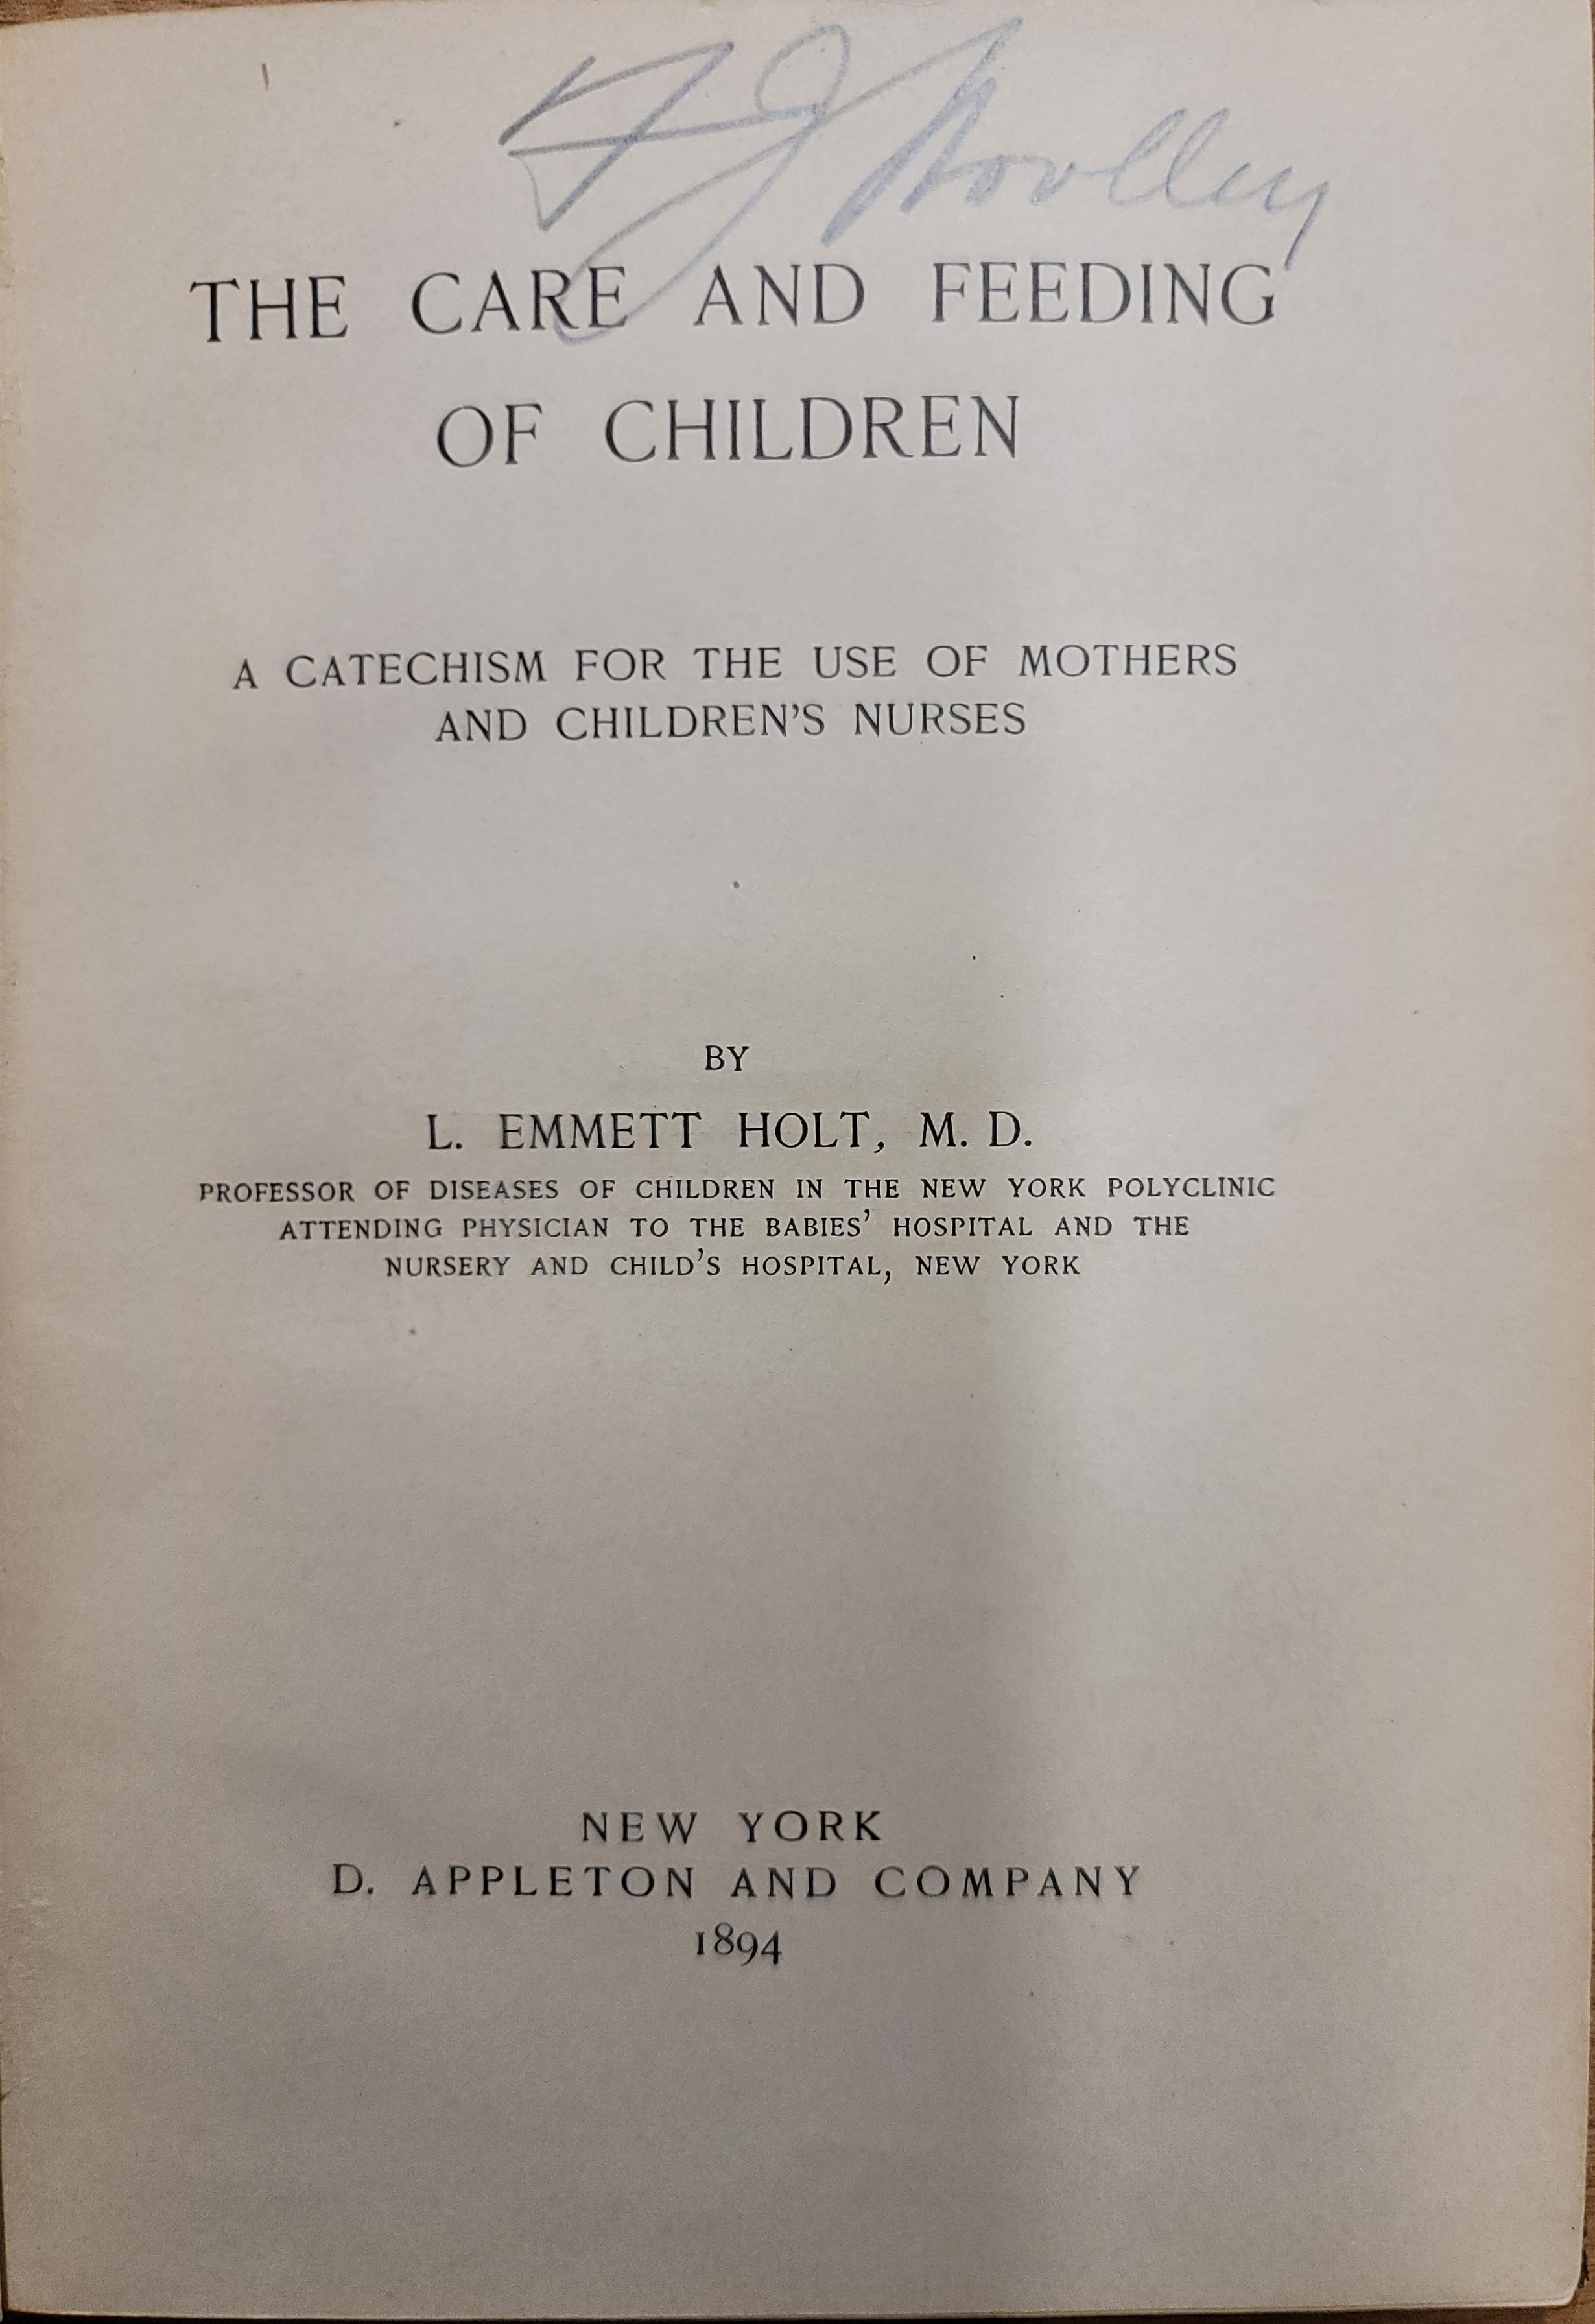 Woolley
THE CARE AND FEEDING
OF CHILDREN
A CATECHISM FOR THE USE OF MOTHERS
AND CHILDREN'S NURSES
BY
L. EMMETT HOLT, M. D.
PROFESSOR OF DISEASES OF CHILDREN IN THE NEW YORK POLYCLINIC
ATTENDING PHYSICIAN TO THE BABIES' HOSPITAL AND THE
NURSERY AND CHILD'S HOSPITAL, NEW YORK
NEW YORK
D. APPLETON AND COMPANY
1894